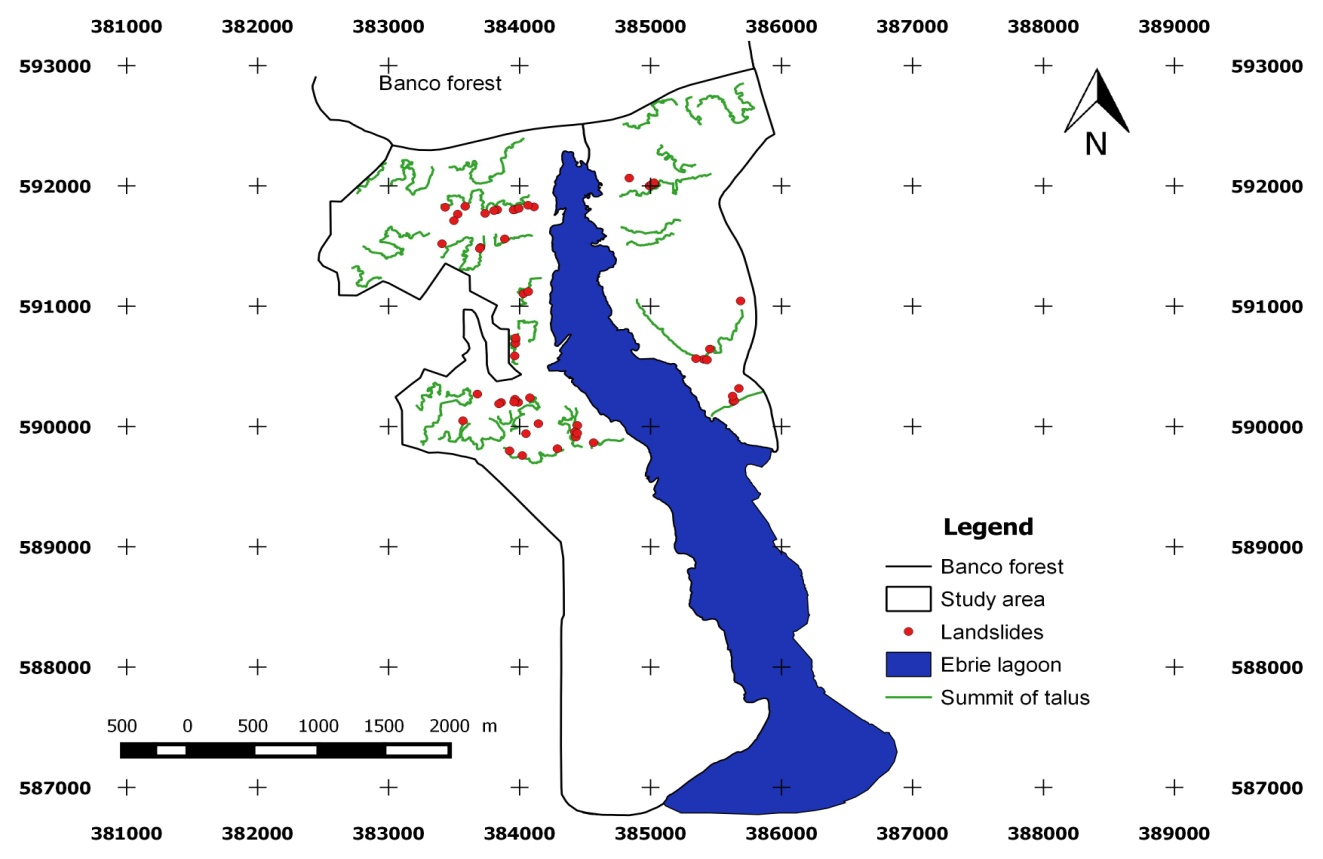 381000 382000 383000 384000 385000 386000 387000 388000 389000
593000 593000
Banco forest
N
592000 592000
591000 591000
590000 590000
Legend
589000 589000
Banco forest
Study area
Landslides
588000 588000
Ebrie lagoon
Summit of talus
500 0 500 1000 1500 2000 m
587000 587000
381000 382000 383000 384000 385000 386000 387000 388000 389000